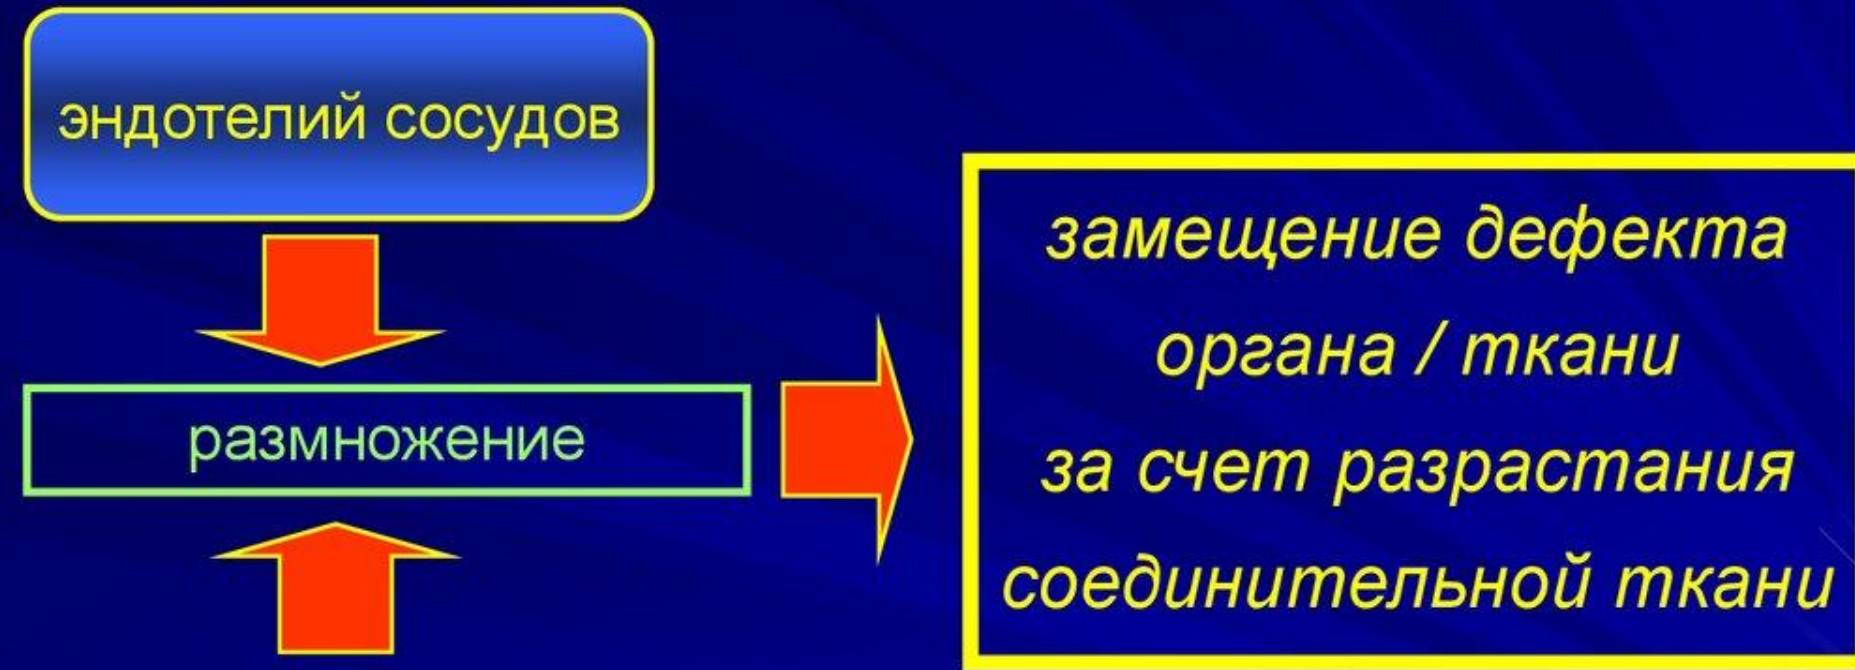 эндотелий сосудов
размножение
замещение дефекта
органа / ткани
за счет разрастания
соединительной ткани